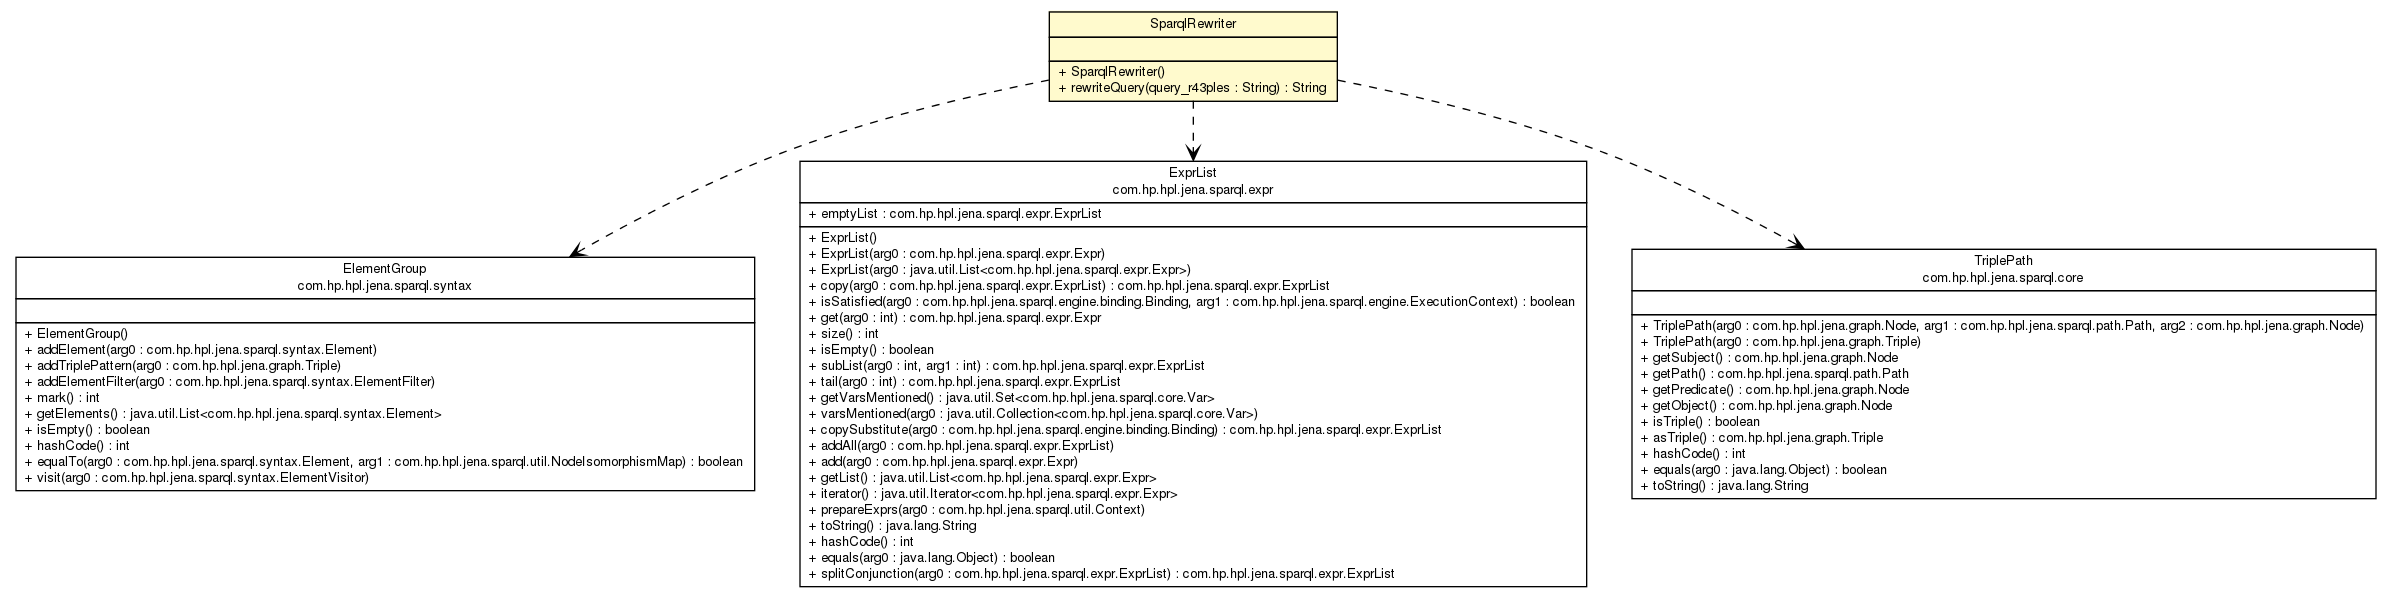 SparqlRewriter
+ SparqlRewriter()
+ rewriteQuery(query_r43ples : String) : String
ElementGroup
com.hp.hpl.jena.sparql.syntax
+ ElementGroup()
+ addElement(arg0 : com.hp.hpl.jena.sparql.syntax.Element)
+ addTriplePattern(arg0 : com.hp.hpl.jena.graph.Triple)
+ addElementFilter(arg0 : com.hp.hpl.jena.sparql.syntax.ElementFilter)
+ mark() : int
+ getElements() : java.util.List<com.hp.hpl.jena.sparql.syntax.Element>
+ isEmpty() : boolean
+ hashCode() : int
+ equalTo(arg0 : com.hp.hpl.jena.sparql.syntax.Element, arg1 : com.hp.hpl.jena.sparql.util.NodeIsomorphismMap) : boolean
+ visit(arg0 : com.hp.hpl.jena.sparql.syntax.ElementVisitor)
ExprList
com.hp.hpl.jena.sparql.expr
+ emptyList : com.hp.hpl.jena.sparql.expr.ExprList
+ ExprList()
+ ExprList(arg0 : com.hp.hpl.jena.sparql.expr.Expr)
+ ExprList(arg0 : java.util.List<com.hp.hpl.jena.sparql.expr.Expr>)
+ copy(arg0 : com.hp.hpl.jena.sparql.expr.ExprList) : com.hp.hpl.jena.sparql.expr.ExprList
+ isSatisfied(arg0 : com.hp.hpl.jena.sparql.engine.binding.Binding, arg1 : com.hp.hpl.jena.sparql.engine.ExecutionContext) : boolean
+ get(arg0 : int) : com.hp.hpl.jena.sparql.expr.Expr
+ size() : int
+ isEmpty() : boolean
+ subList(arg0 : int, arg1 : int) : com.hp.hpl.jena.sparql.expr.ExprList
+ tail(arg0 : int) : com.hp.hpl.jena.sparql.expr.ExprList
+ getVarsMentioned() : java.util.Set<com.hp.hpl.jena.sparql.core.Var>
+ varsMentioned(arg0 : java.util.Collection<com.hp.hpl.jena.sparql.core.Var>)
+ copySubstitute(arg0 : com.hp.hpl.jena.sparql.engine.binding.Binding) : com.hp.hpl.jena.sparql.expr.ExprList
+ addAll(arg0 : com.hp.hpl.jena.sparql.expr.ExprList)
+ add(arg0 : com.hp.hpl.jena.sparql.expr.Expr)
+ getList() : java.util.List<com.hp.hpl.jena.sparql.expr.Expr>
+ iterator() : java.util.Iterator<com.hp.hpl.jena.sparql.expr.Expr>
+ prepareExprs(arg0 : com.hp.hpl.jena.sparql.util.Context)
+ toString() : java.lang.String
+ hashCode() : int
+ equals(arg0 : java.lang.Object) : boolean
+ splitConjunction(arg0 : com.hp.hpl.jena.sparql.expr.ExprList) : com.hp.hpl.jena.sparql.expr.ExprList
TriplePath
com.hp.hpl.jena.sparql.core
+ TriplePath(arg0 : com.hp.hpl.jena.graph.Node, arg1 : com.hp.hpl.jena.sparql.path.Path, arg2 : com.hp.hpl.jena.graph.Node)
+ TriplePath(arg0 : com.hp.hpl.jena.graph.Triple)
+ getSubject() : com.hp.hpl.jena.graph.Node
+ getPath() : com.hp.hpl.jena.sparql.path.Path
+ getPredicate() : com.hp.hpl.jena.graph.Node
+ getObject() : com.hp.hpl.jena.graph.Node
+ isTriple() : boolean
+ asTriple() : com.hp.hpl.jena.graph.Triple
+ hashCode() : int
+ equals(arg0 : java.lang.Object) : boolean
+ toString() : java.lang.String